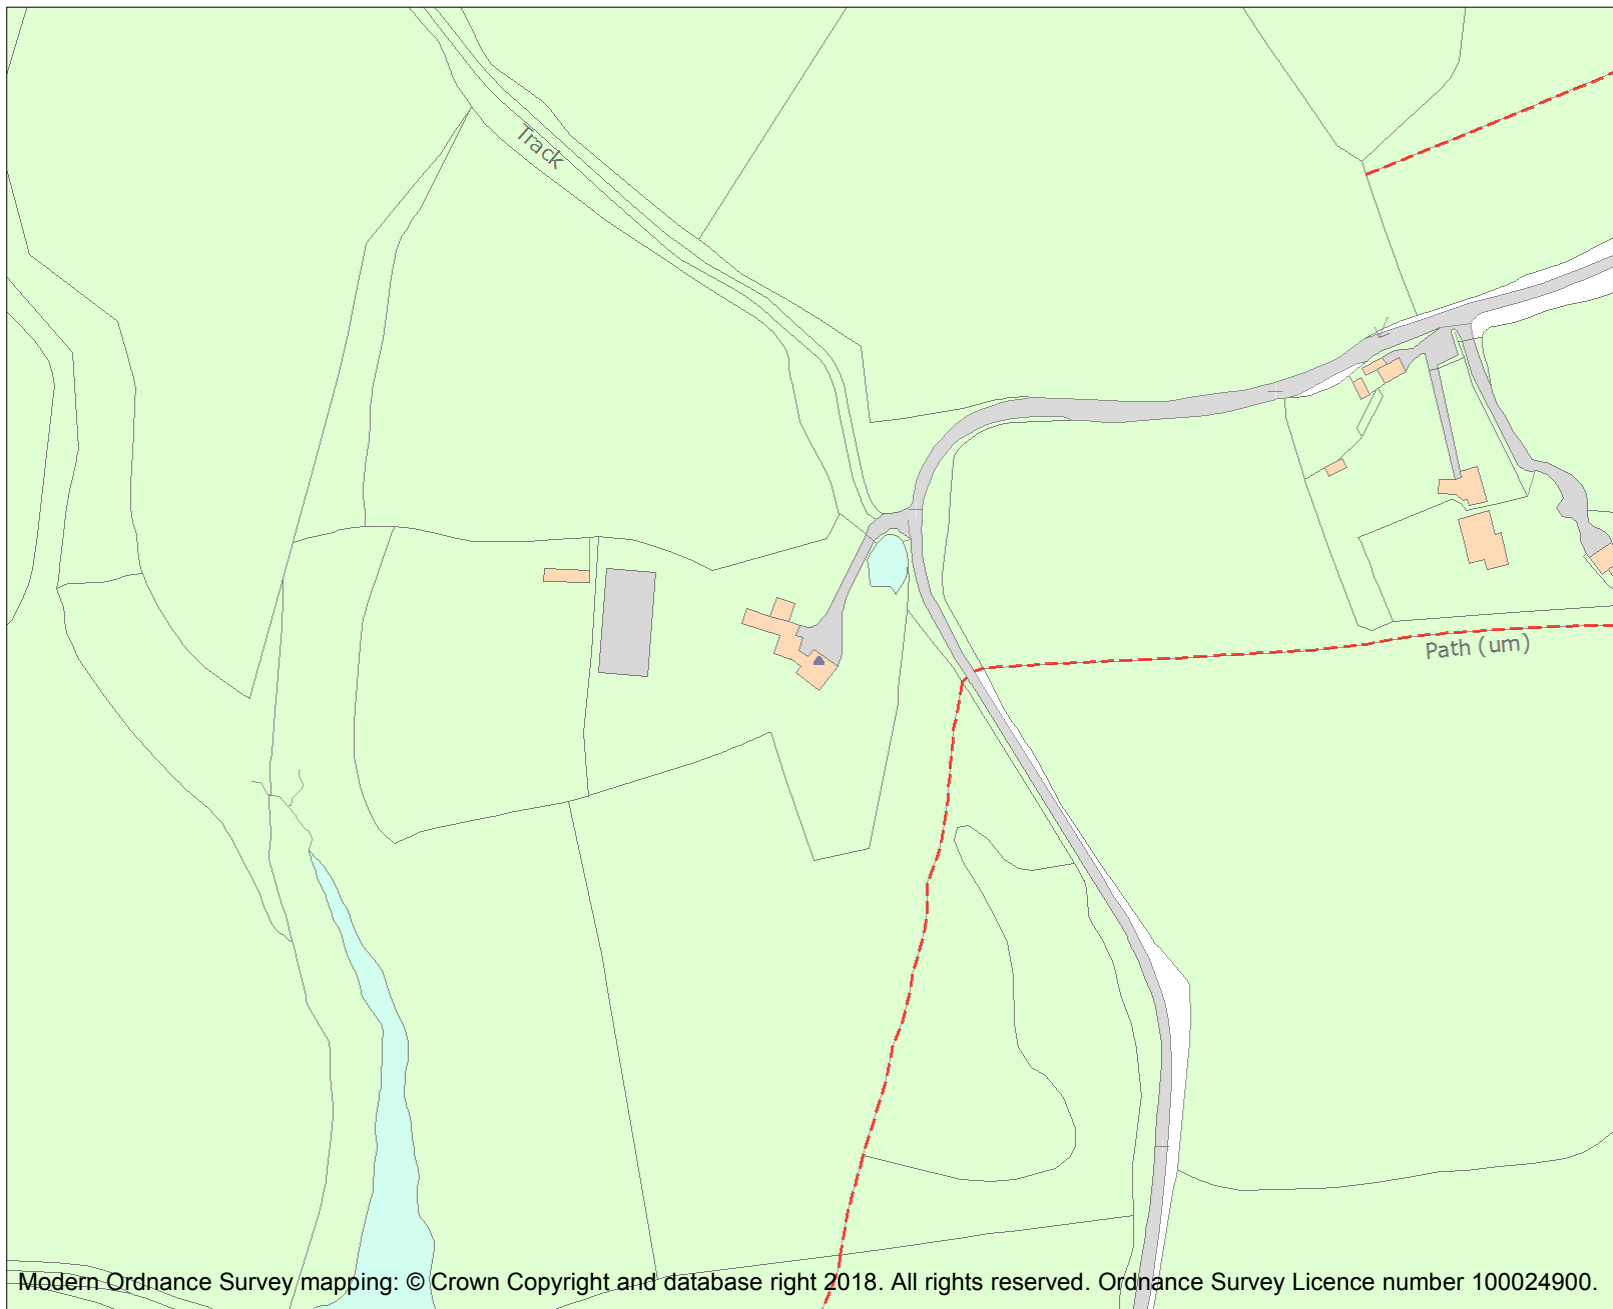 Track
Path (um)
Modern Ordnance Survey mapping: © Crown Copyright and database right 2018. All rights reserved. Ordnance Survey Licence number 100024900.